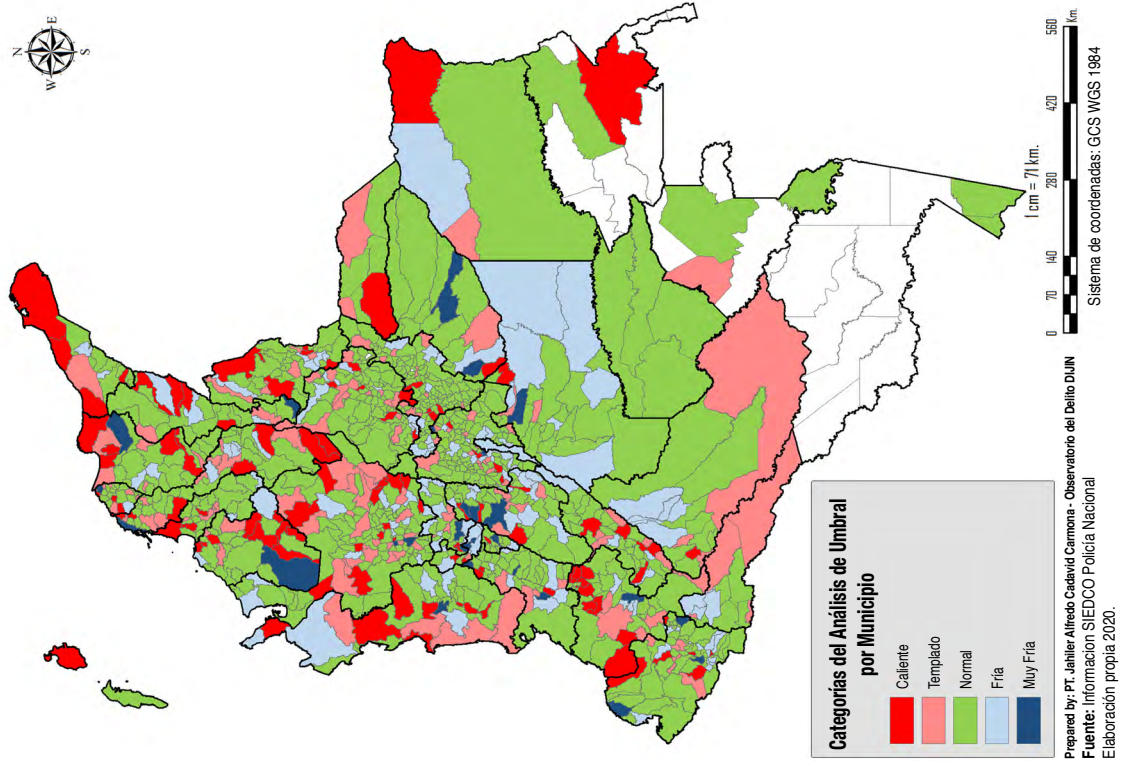 N
W
E
S
Categorías del Análisis de Umbral
por Municipio
Caliente
Templado
Normal
Fría
Muy Fría
1 cm = 71 km.
0 70 140 280 420 560
Km.
Sistema de coordenadas: GCS WGS 1984
Prepared by: PT. Jahiler Alfredo Cadavid Carmona - Observatorio del Delito DIJIN
Fuente: Informacion SIEDCO Policía Nacional
Elaboración propia 2020.